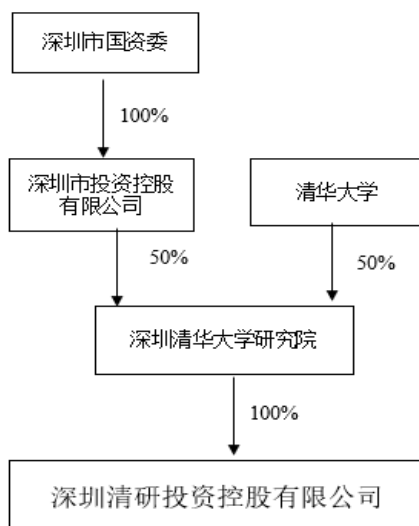 深圳市国资委
100%
深圳市投资控股
有限公司
清华大学
50%
50%
深圳清华大学研究院
100%
深圳清研投资控股有限公司